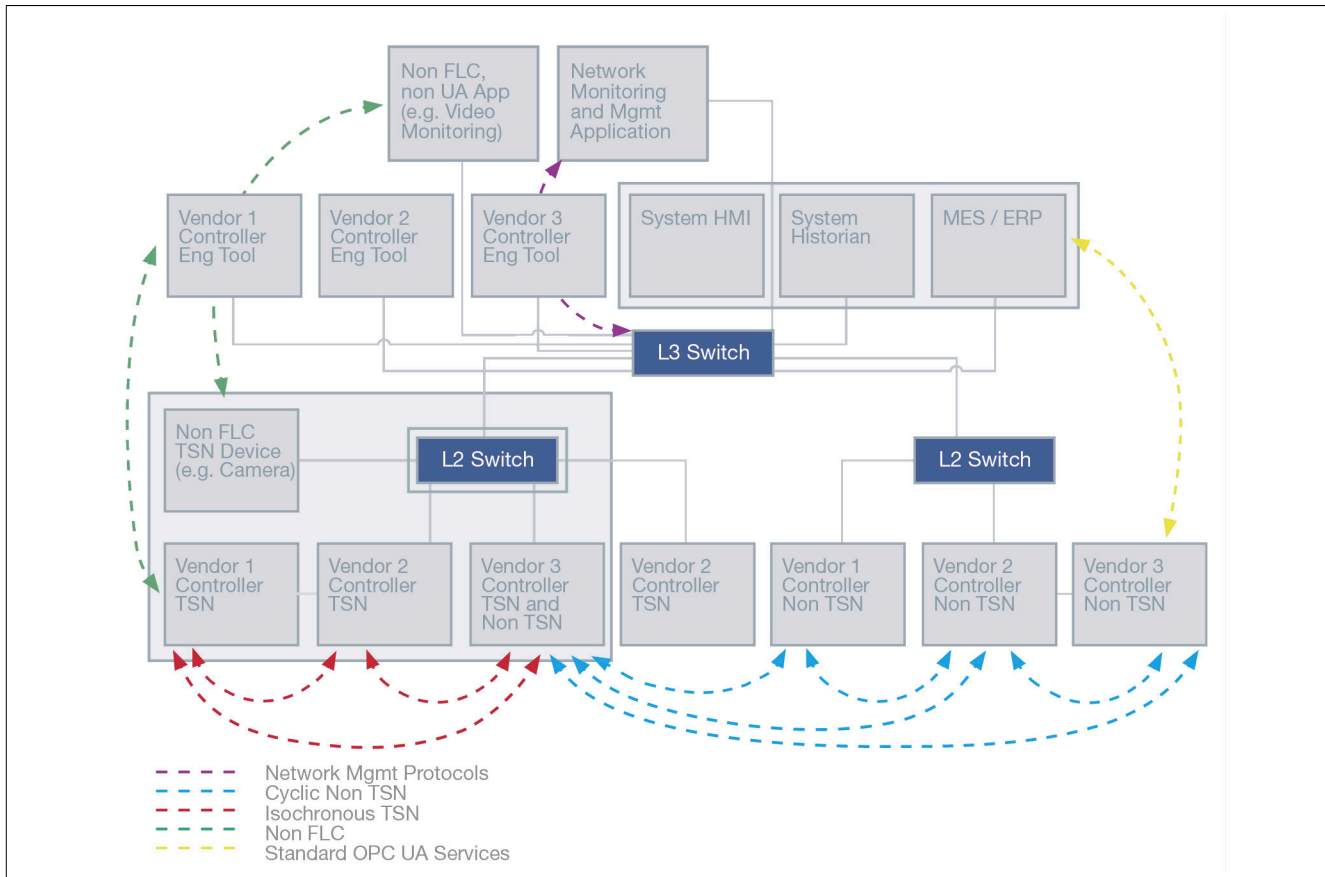 Non FLC,
non UA App
(e.g. Video
Monitoring)
Network
Monitoring
and Mgmt
Application
Vendor 1
Controller
Eng Tool
Vendor 2
Controller
Eng Tool
Vendor 3
Controller
Eng Tool
System HMI
System
Historian
MES / ERP
L3 Switch
Non FLC
TSN Device
(e.g. Camera)
L2 Switch
L2 Switch
Vendor 1
Controller
TSN
Vendor 2
Controller
TSN
Vendor 3
Controller
TSN and
Non TSN
Vendor 2
Controller
TSN
Vendor 1
Controller
Non TSN
Vendor 2
Controller
Non TSN
Vendor 3
Controller
Non TSN
Network Mgmt Protocols
Cyclic Non TSN
Isochronous TSN
Non FLC
Standard OPC UA Services